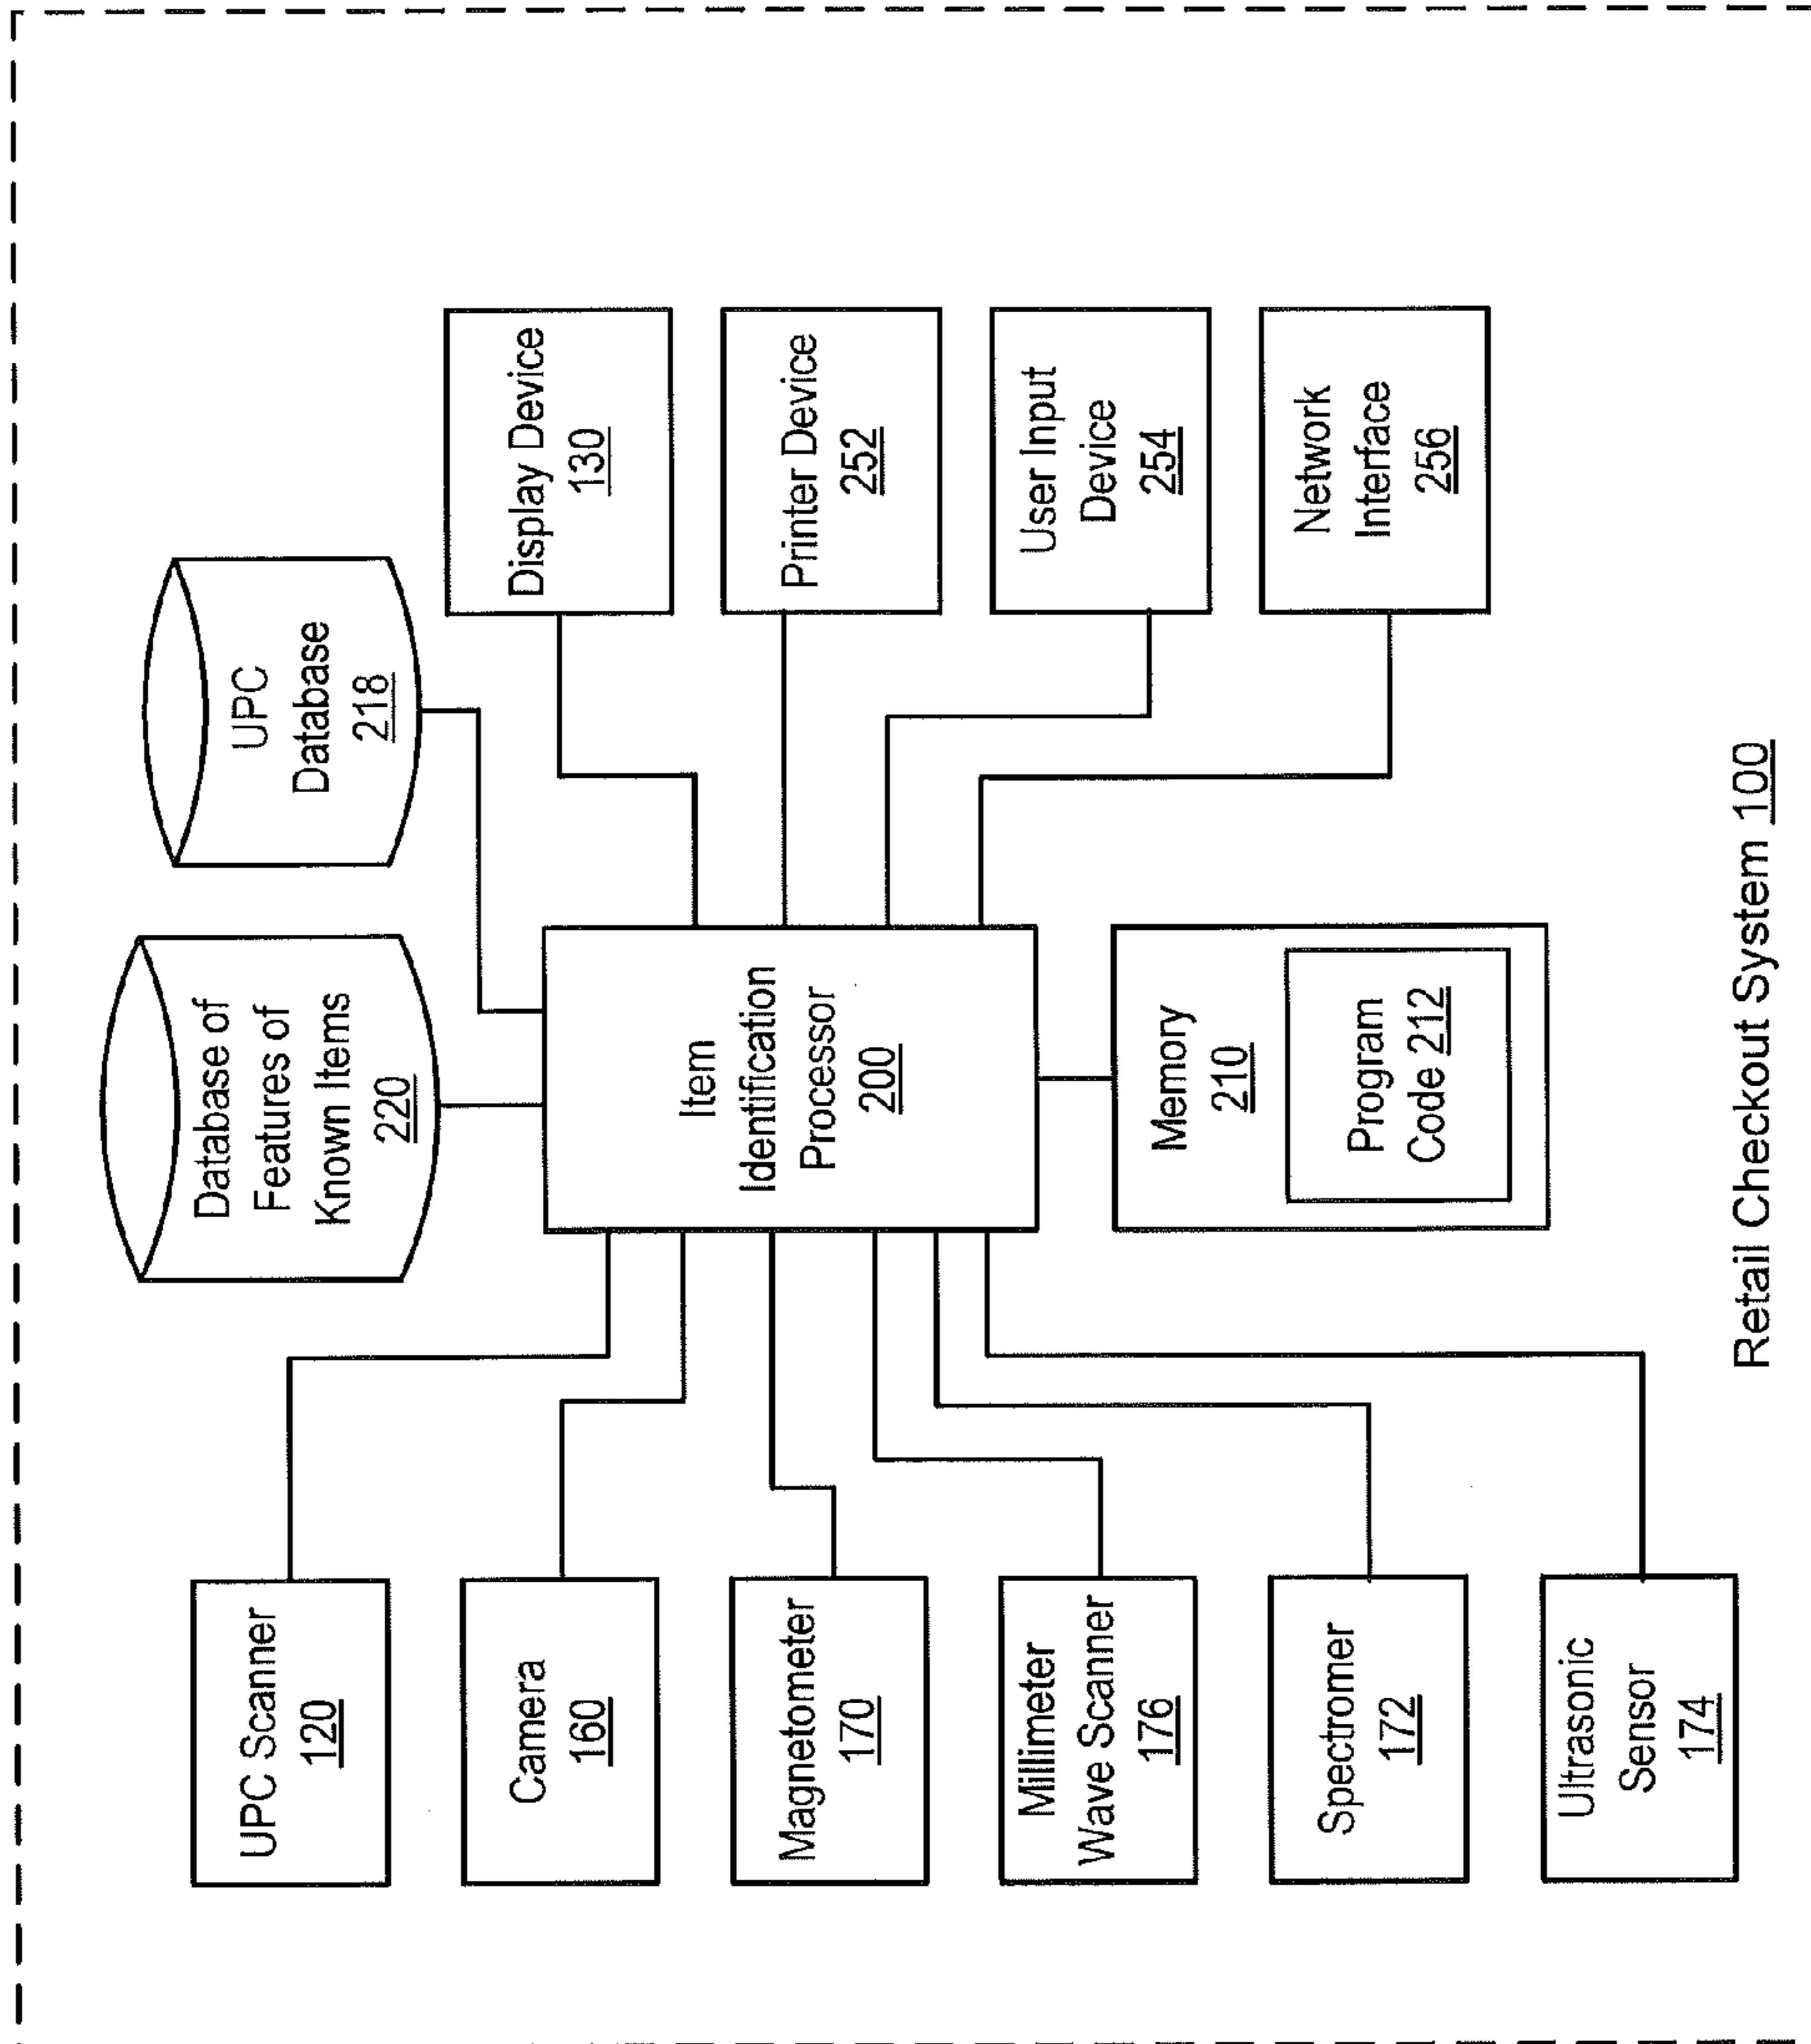 Database of
Features of
Known Items
220
UPC
Database
218
UPC Scanner
120
Camera
160
Magnetometer
170
Millimeter
Wave Scanner
176
Spectromer
172
Ultrasonic
Sensor
174
Item
Identification
Processor
200
Memory
210
Program
Code 212
Display Device
130
Printer Device
252
User Input
Device
254
Network
Interface
256
Retail Checkout System 100